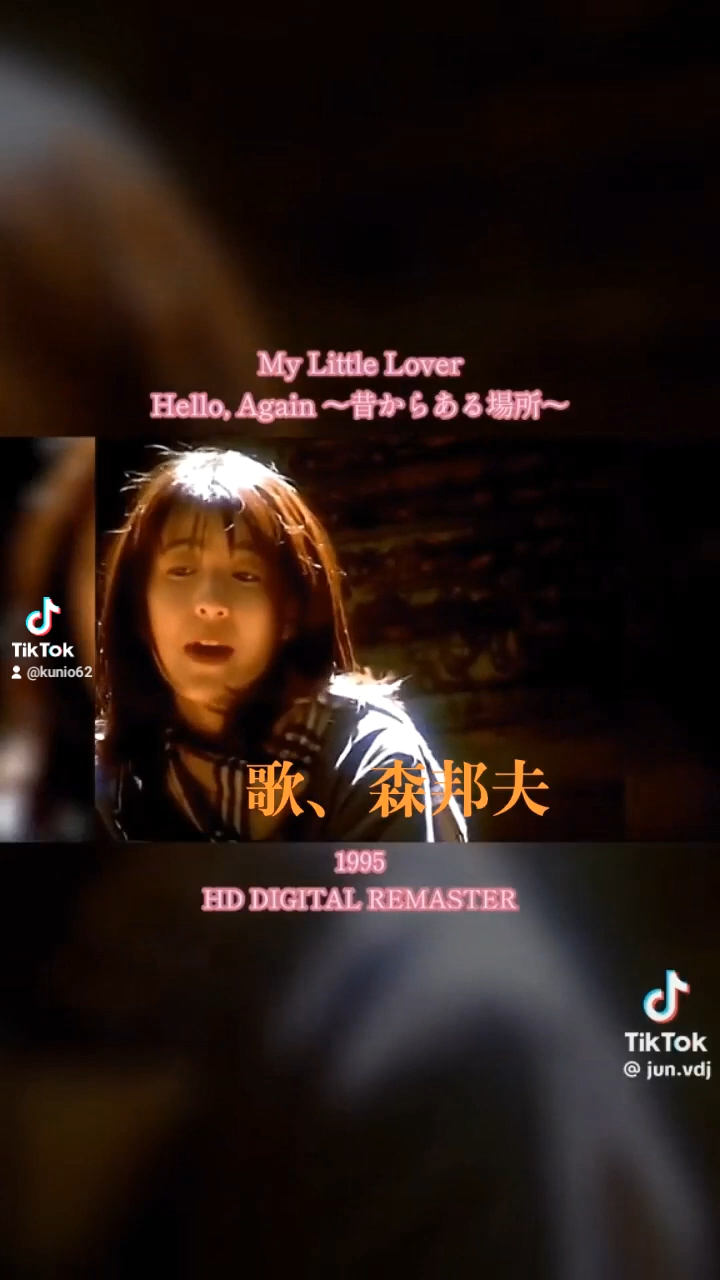 My Little Lover
Hello, Again 〜昔からある場所〜
TikTok
@kunio62
歌、森邦夫
1995
HD DIGITAL REMASTER
TikTok
@ jun.vdj